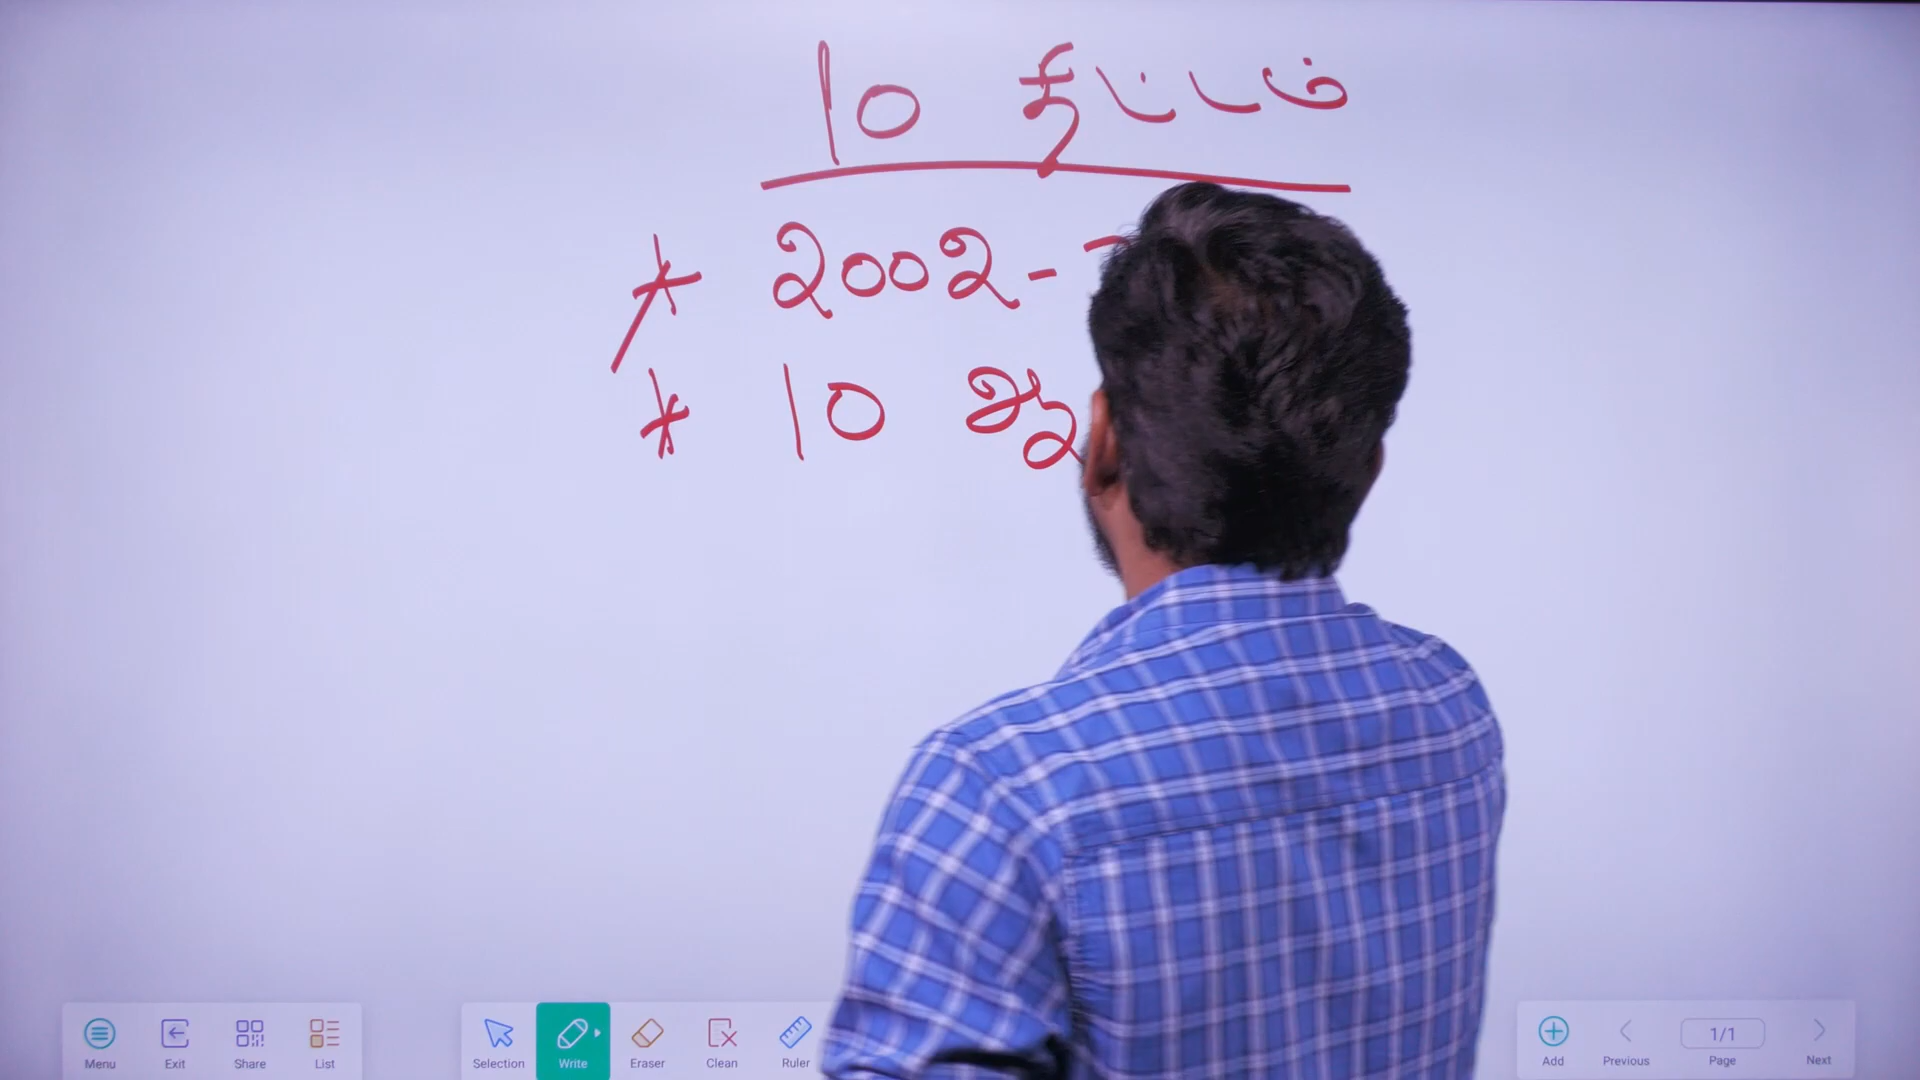 10 திட்டம்
* 2002 -
* 10 ஐ
Menu Exit Share List Selection Write Eraser Clean Ruler Add Previous 1/1 Page Next